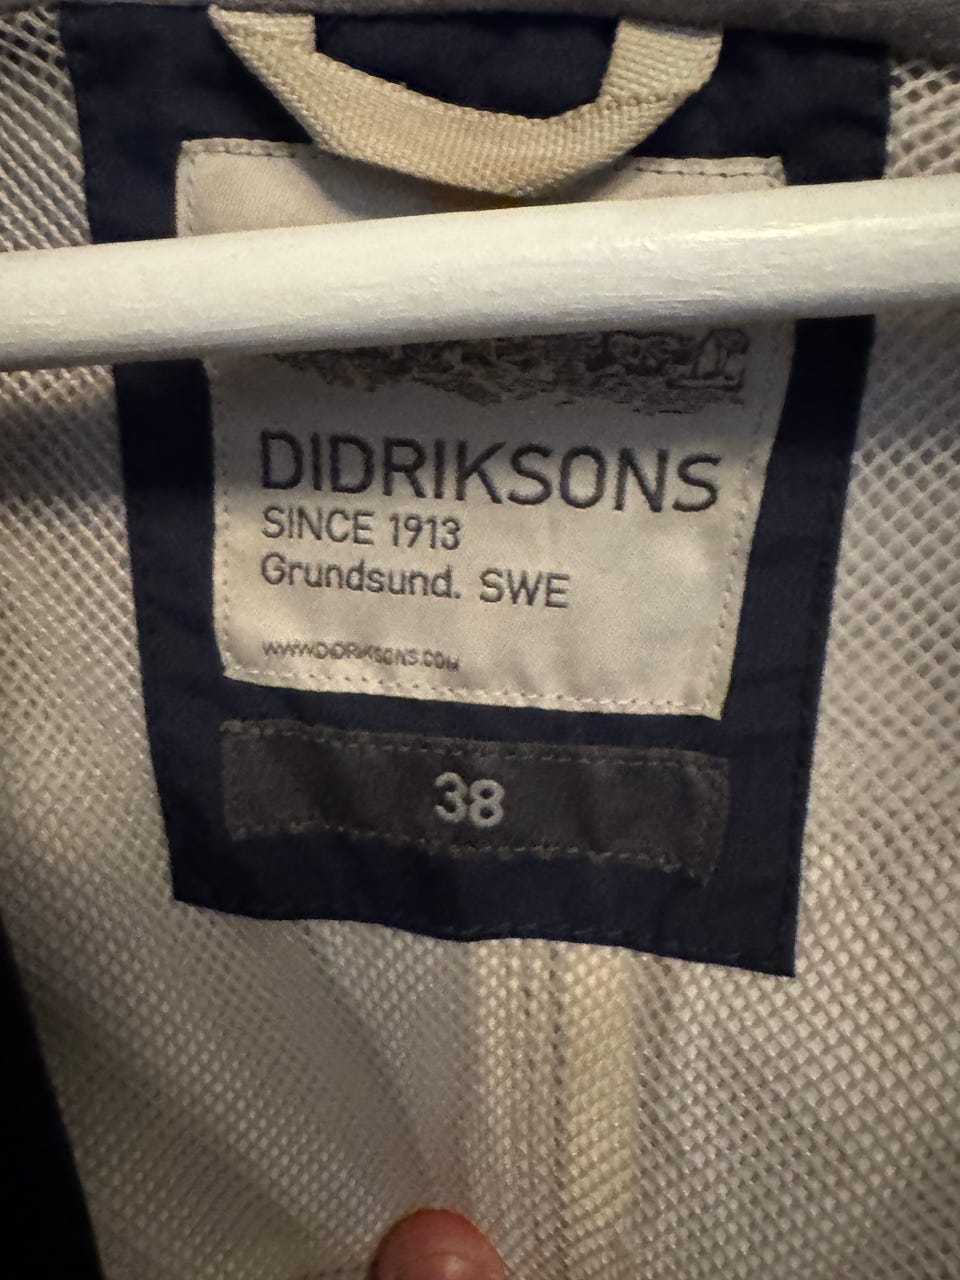 DIDRIKSONS
SINCE 1913
Grundsund. SWE
WWW.DIDRIKSONS.COM
38